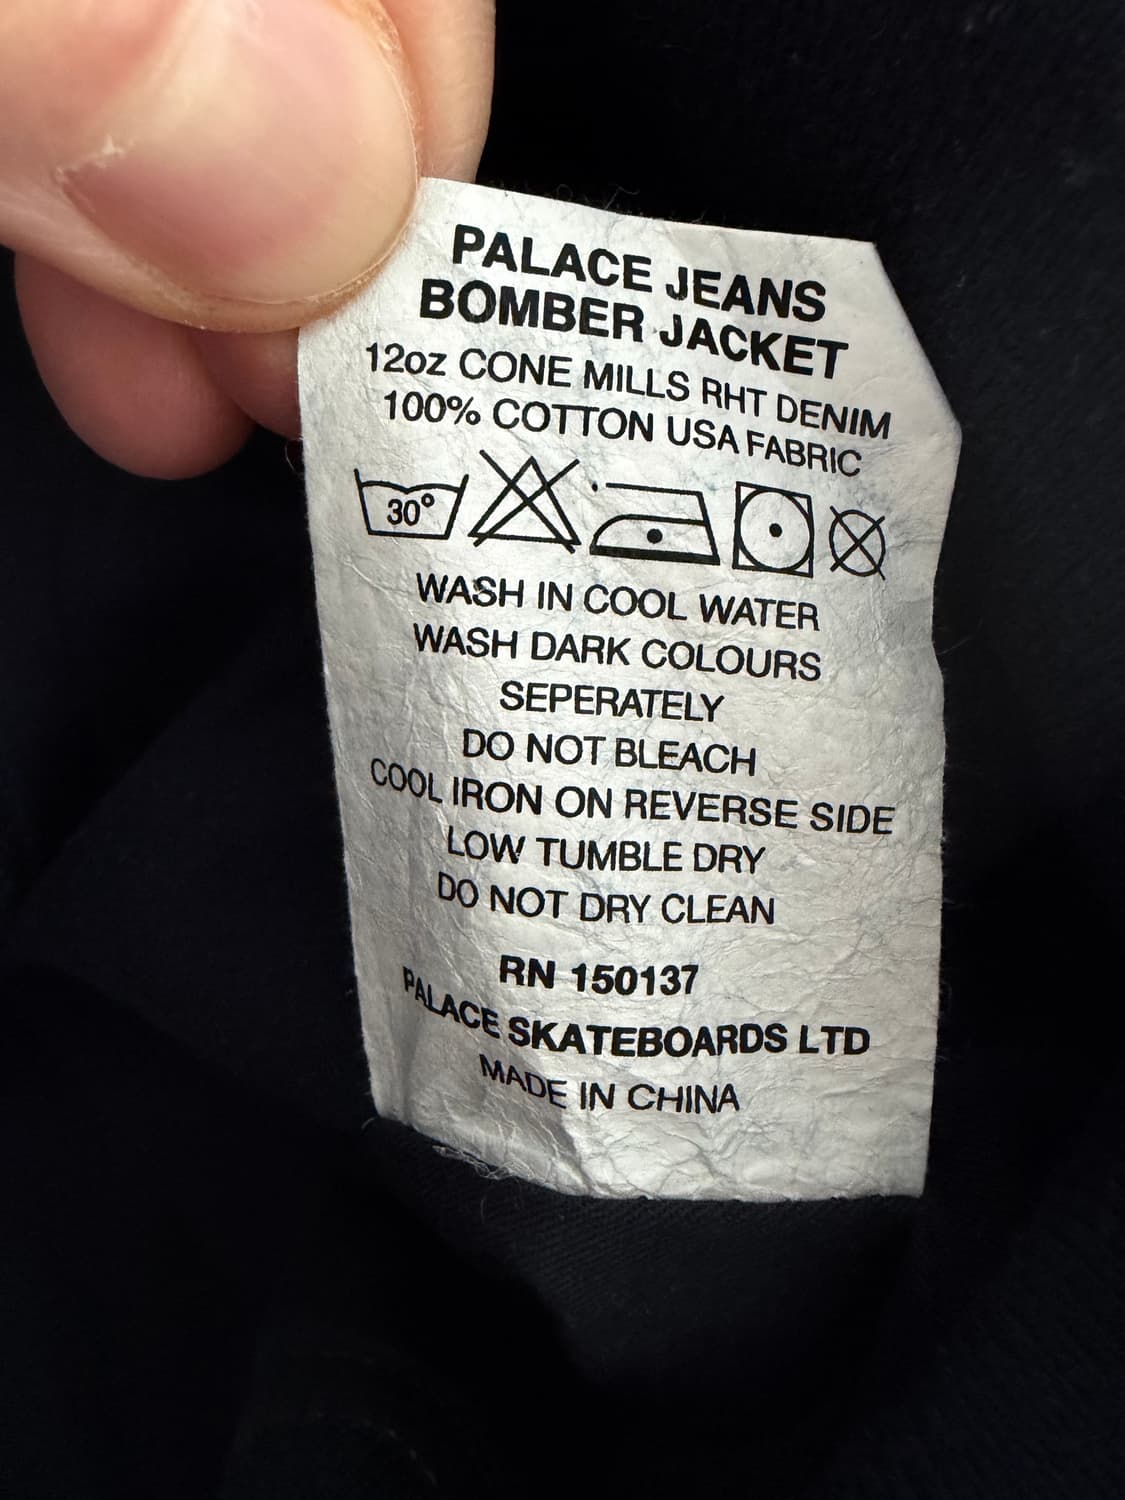 PALACE JEANS
BOMBER JACKET
12oz CONE MILLS RHT DENIM
100% COTTON USA FABRIC
30°
WASH IN COOL WATER
WASH DARK COLOURS
SEPERATELY
DO NOT BLEACH
COOL IRON ON REVERSE SIDE
LOW TUMBLE DRY
DO NOT DRY CLEAN
RN 150137
PALACE SKATEBOARDS LTD
MADE IN CHINA